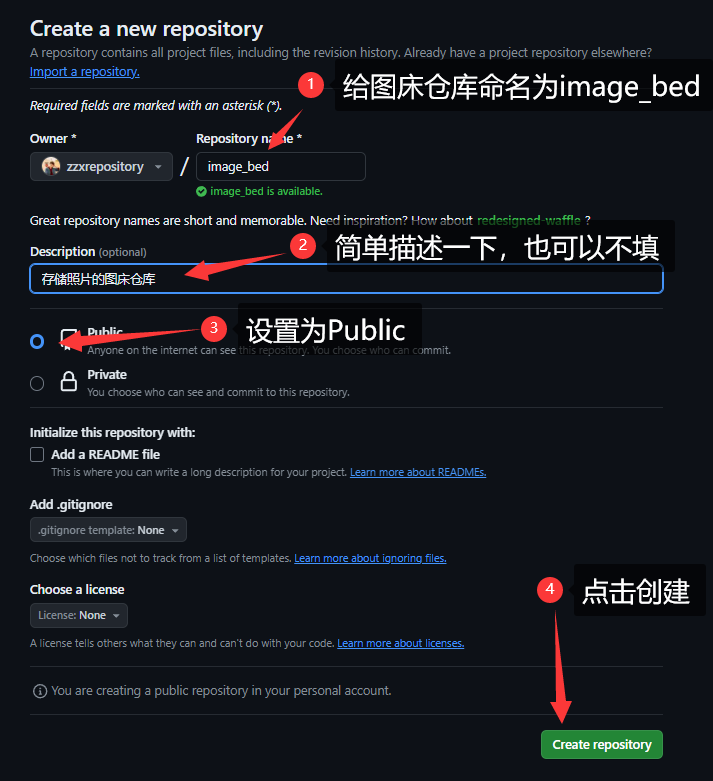 Create a new repository
A repository contains all project files, including the revision history. Already have a project repository elsewhere?
Import a repository.
1 给图床仓库命名为image_bed
Required fields are marked with an asterisk (*).
Owner * Repository name *
zzxrepository / image_bed
image_bed is available.
Great repository names are short and memorable. Need inspiration? How about redesigned-waffle ?
2 简单描述一下，也可以不填
Description (optional)
存储照片的图床仓库
3 设置为Public
Public
Anyone on the internet can see this repository. You choose who can commit.
Private
You choose who can see and commit to this repository.
Initialize this repository with:
Add a README file
This is where you can write a long description for your project. Learn more about READMEs.
Add .gitignore
.gitignore template: None
Choose which files not to track from a list of templates. Learn more about ignoring files.
Choose a license
4 点击创建
License: None
A license tells others what they can and can't do with your code. Learn more about licenses.
You are creating a public repository in your personal account.
Create repository